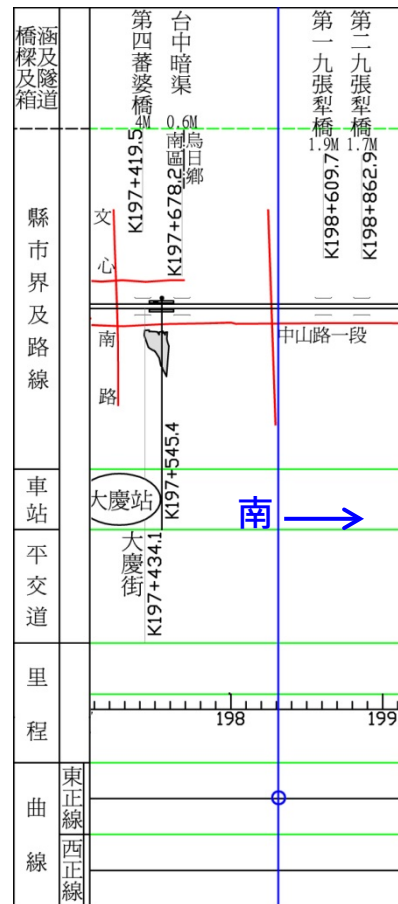 橋樑及箱涵及隧道
第四蕃婆橋
4M
K197+419.5
台中暗渠
0.6M
K197+678.2
南區
烏日鄉
第一九張犁橋
1.9M
K198+609.7
第二九張犁橋
1.7M
K198+862.9
縣市界及路線
文心南路
中山路一段
K197+545.4
車站
大慶站
南
平交道
大慶街
K197+434.1
里程
198
199
曲線
東正線
西正線